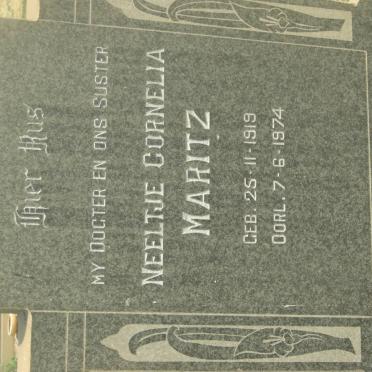 Hier Rus
MY DOGTER EN ONS SUSTER
NEELTJE CORNELIA
MARITZ
GEB. 25-11-1919
OORL. 7-6-1974